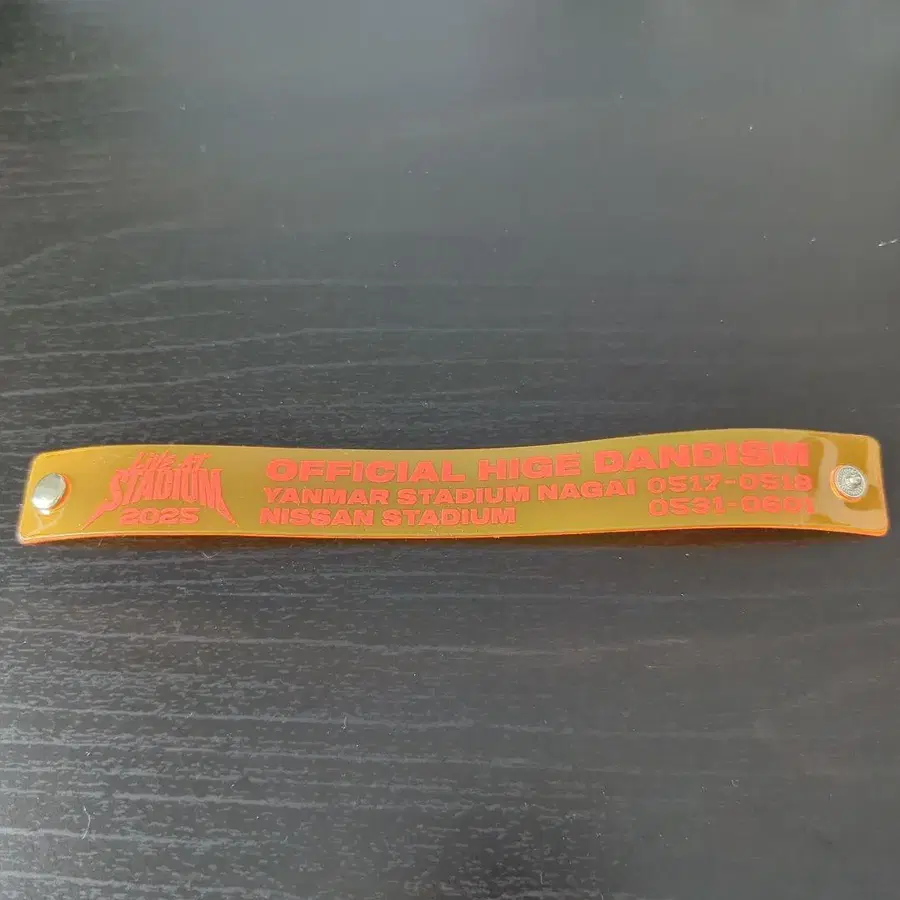 LIVE AT
STADIUM
2025
OFFICIAL HIGE DANDISM
YANMAR STADIUM NAGAI 0517-0518
NISSAN STADIUM 0531-0601